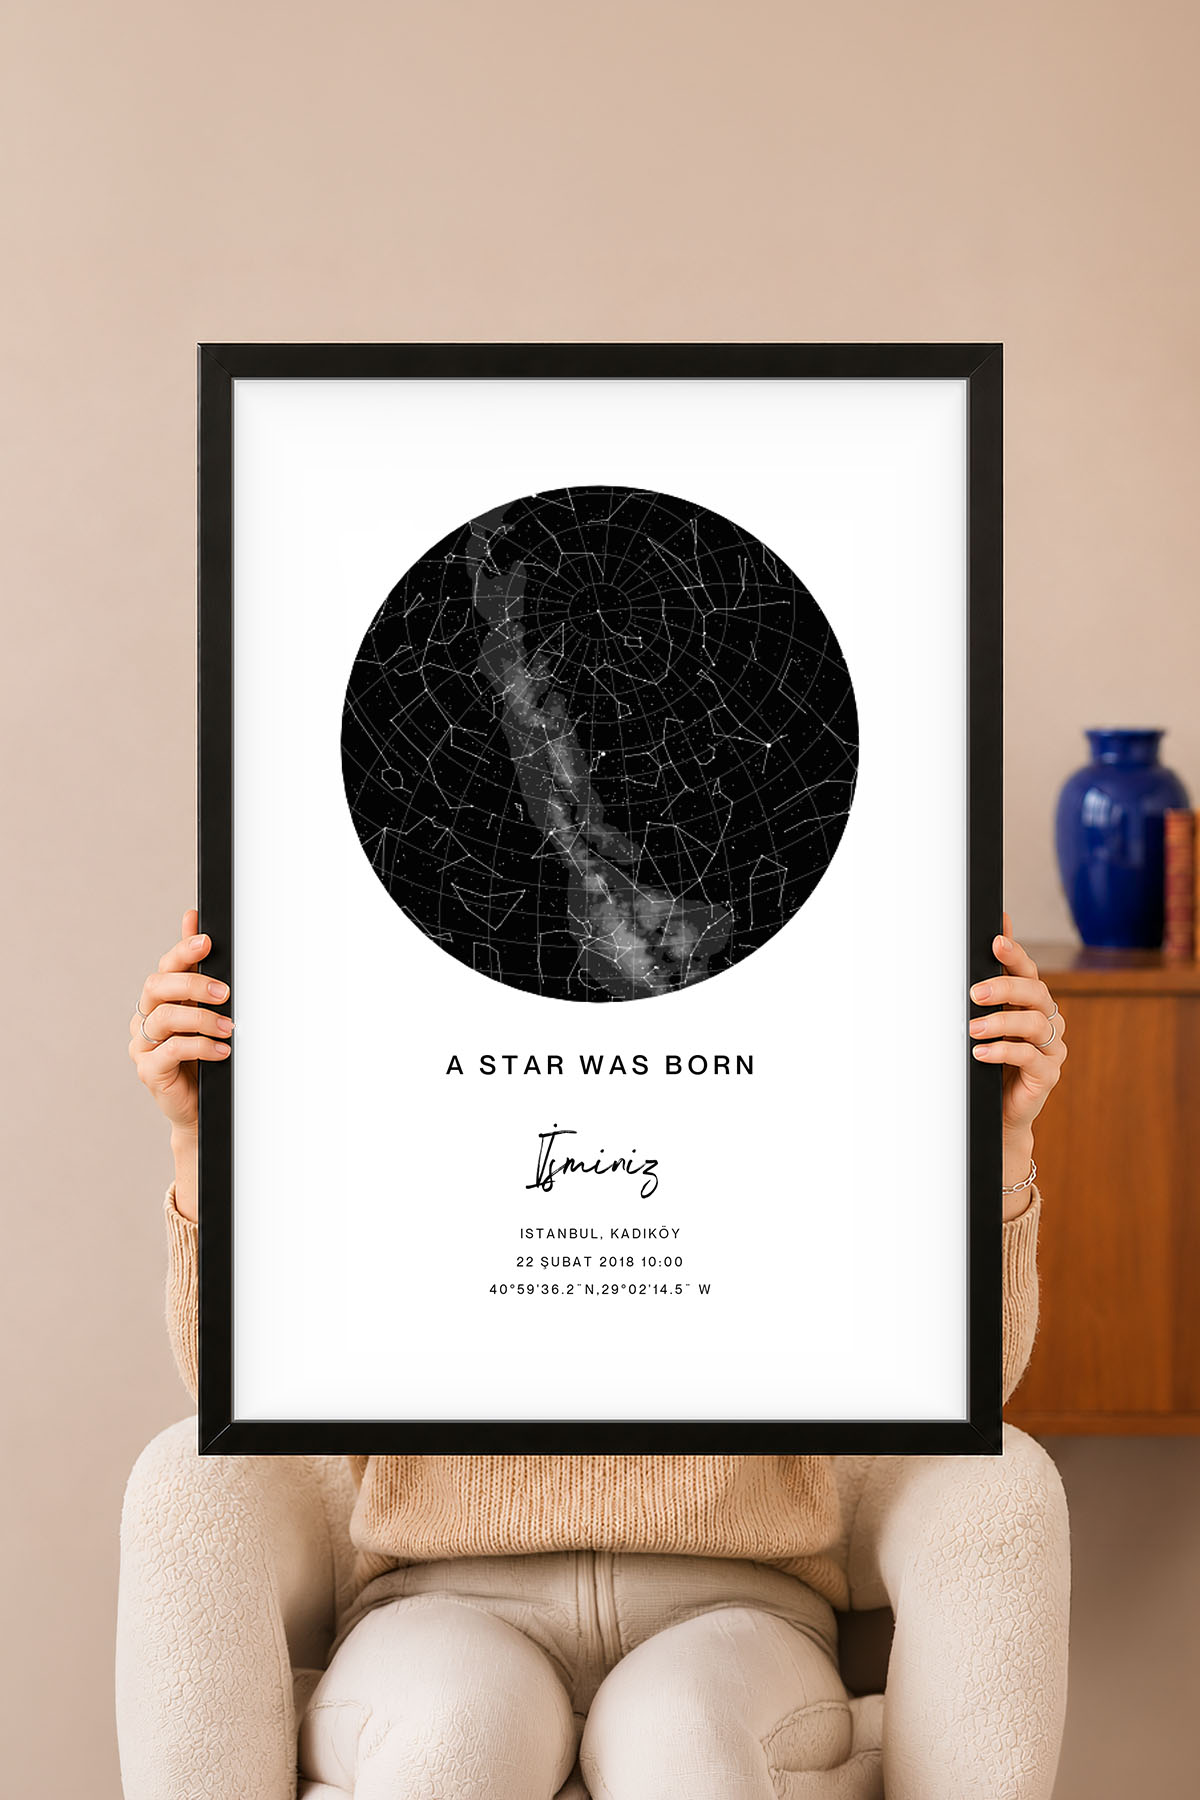 A STAR WAS BORN
İsminiz
ISTANBUL, KADIKÖY
22 ŞUBAT 2018 10:00
40°59'36.2¨N,29°02'14.5¨ W